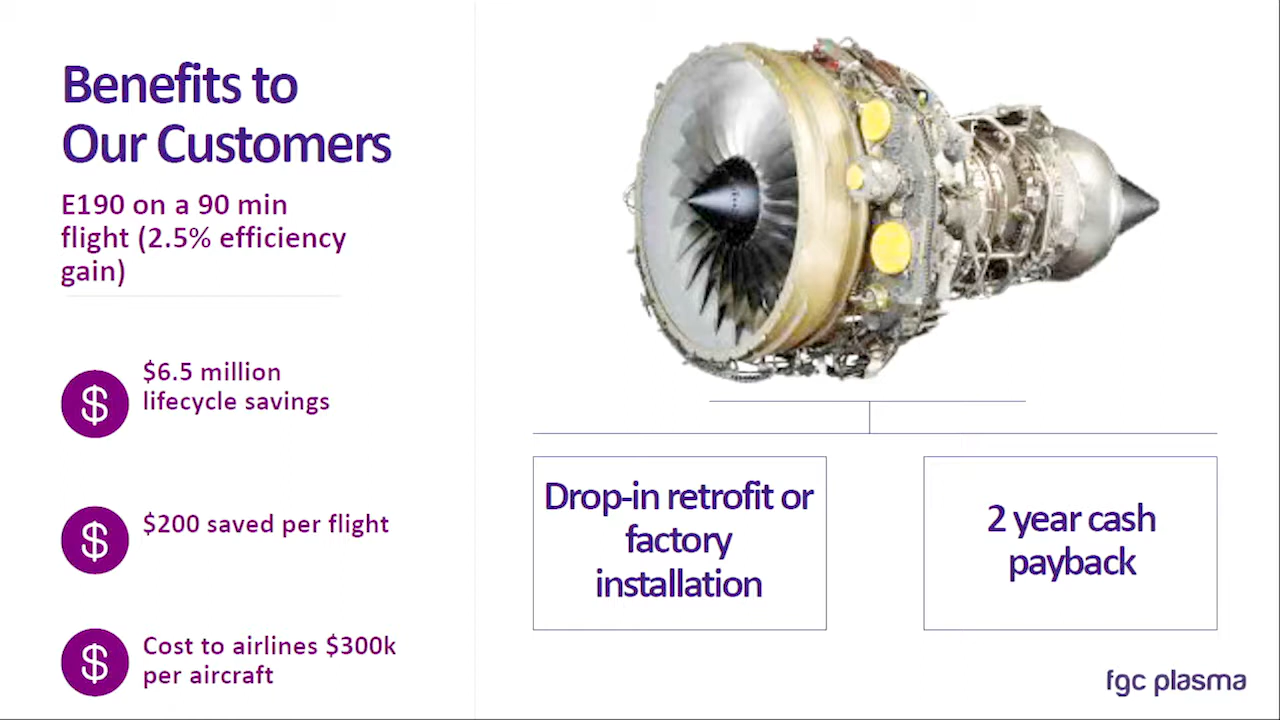 Benefits to
Our Customers
E190 on a 90 min
flight (2.5% efficiency
gain)
$6.5 million
lifecycle savings
$200 saved per flight
Cost to airlines $300k
per aircraft
Drop-in retrofit or
factory
installation
2 year cash
payback
fgc plasma